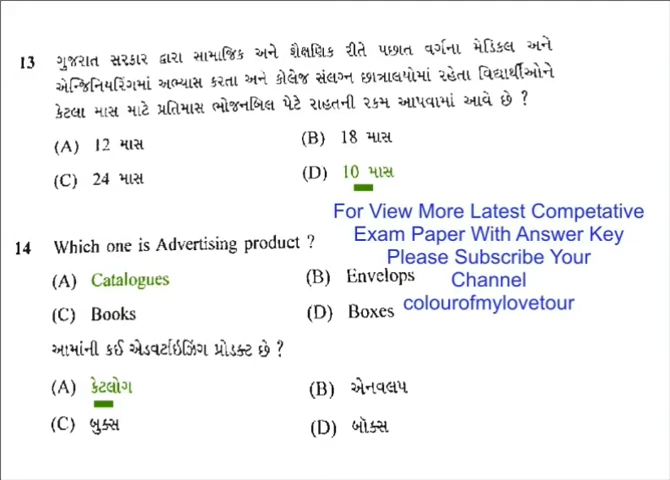 13 ગુજરાત સરકાર દ્વારા સામાજિક અને શૈક્ષણિક રીતે પછાત વર્ગના મેડિકલ અને
એન્જિનિયરિંગમાં અભ્યાસ કરતા અને કોલેજ સંલગ્ન છાત્રાલયોમાં રહેતા વિદ્યાર્થીઓને
કેટલા માસ માટે પ્રતિમાસ ભોજનબિલ પેટે રાહતની રકમ આપવામાં આવે છે ?
(A) 12 માસ (B) 18 માસ
(C) 24 માસ (D) 10 માસ
For View More Latest Competative
Exam Paper With Answer Key
Please Subscribe Your
Channel
colourofmylovetour
14 Which one is Advertising product ?
(A) Catalogues (B) Envelops
(C) Books (D) Boxes
આમાંની કઈ એડવર્ટાઇઝિંગ પ્રોડક્ટ છે ?
(A) કેટલોગ (B) એનવલપ
(C) બુક્સ (D) બૉક્સ